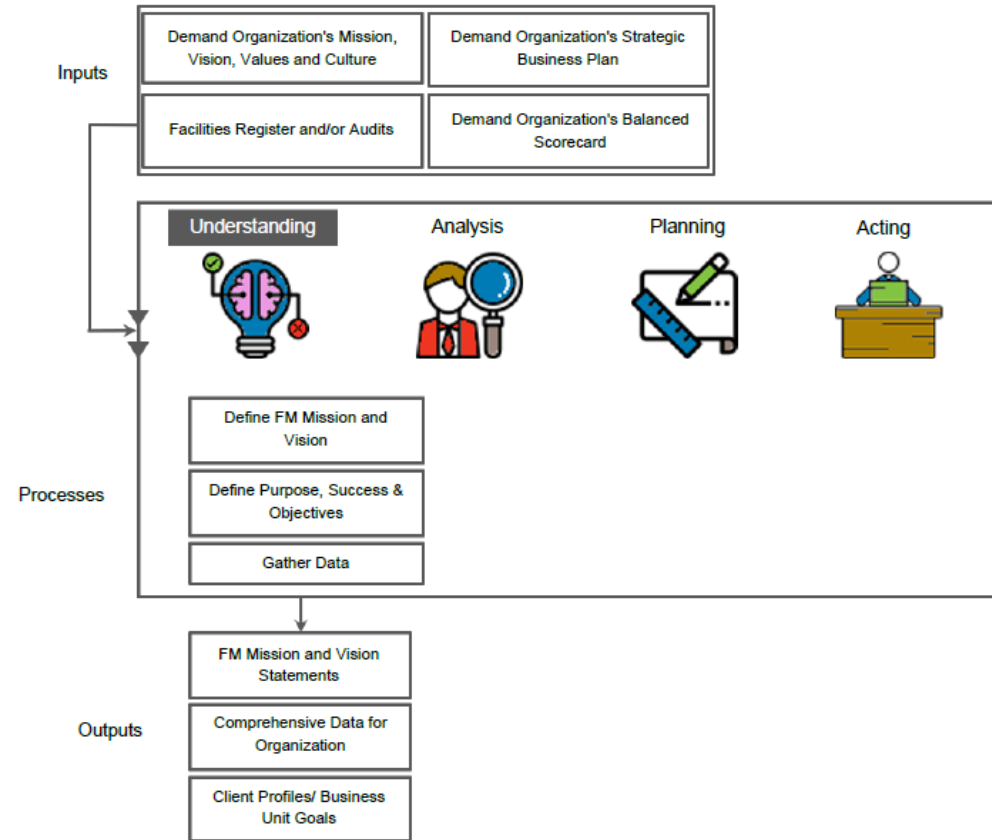 Demand Organization's Mission,
Vision, Values and Culture
Demand Organization's Strategic
Business Plan
Inputs
Facilities Register and/or Audits
Demand Organization's Balanced
Scorecard
Understanding
Analysis
Planning
Acting
Define FM Mission and
Vision
Processes
Define Purpose, Success &
Objectives
Gather Data
FM Mission and Vision
Statements
Outputs
Comprehensive Data for
Organization
Client Profiles/ Business
Unit Goals